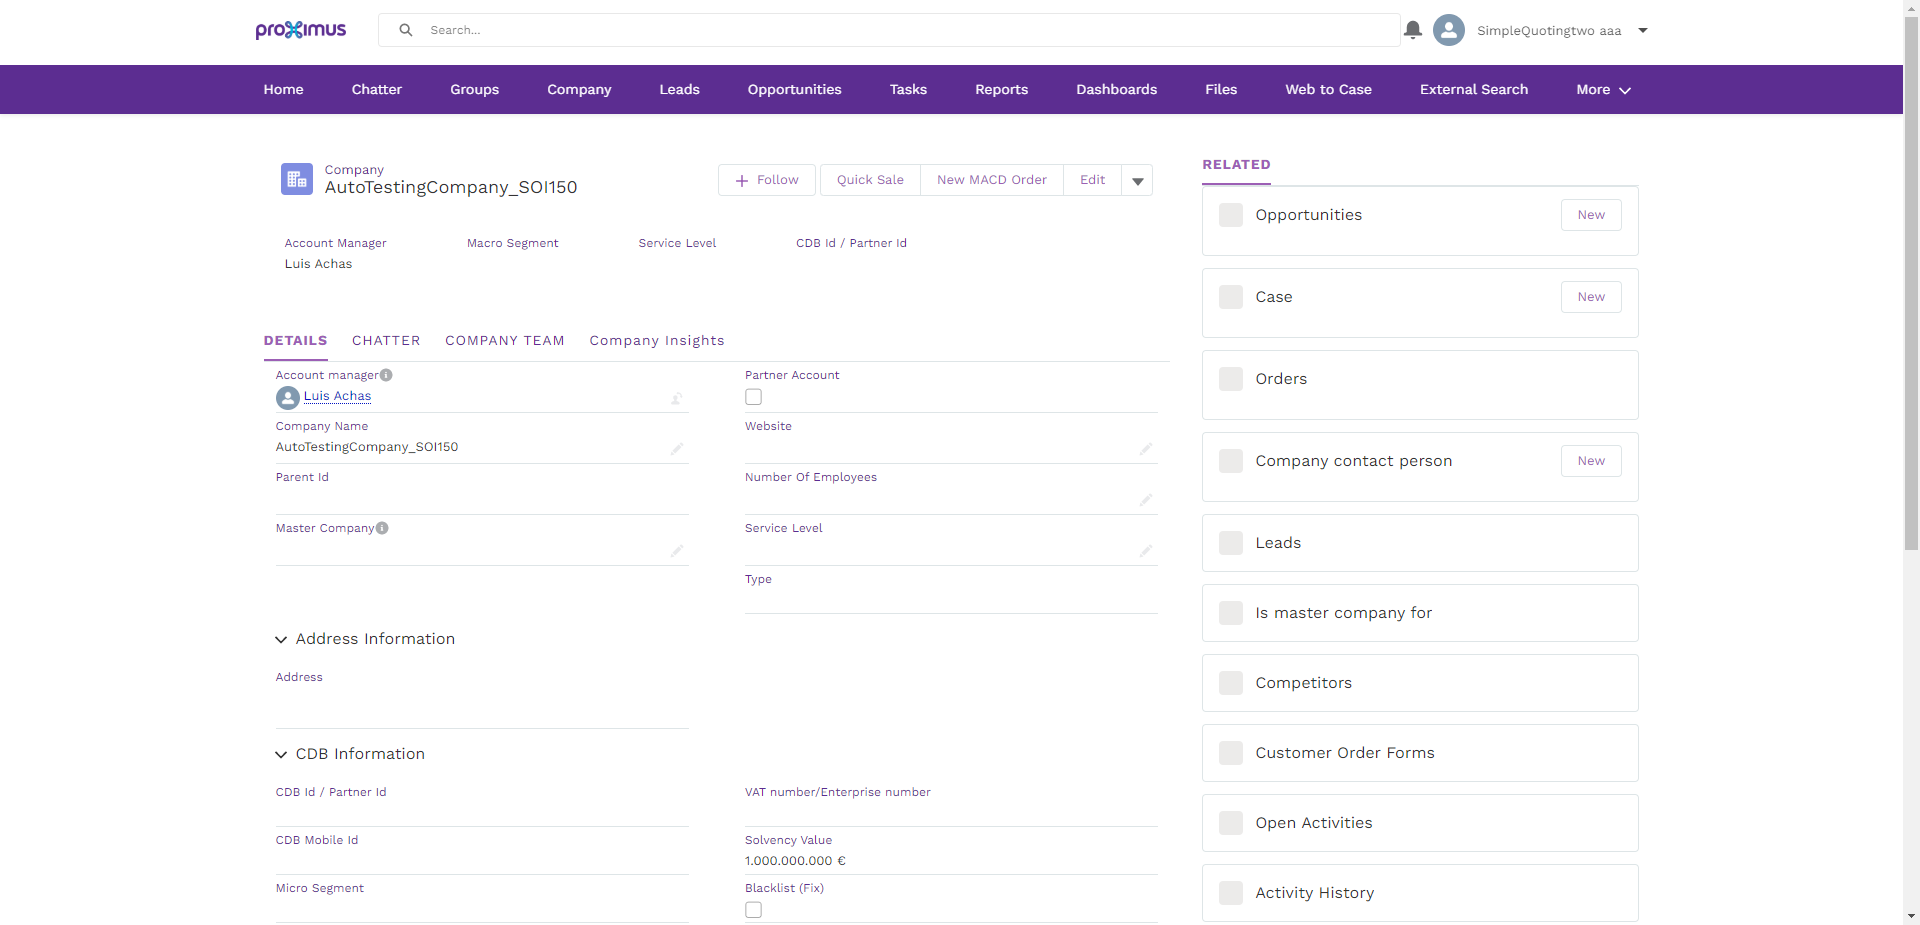 proximus
Search...
SimpleQuotingtwo aaa
Home Chatter Groups Company Leads Opportunities Tasks Reports Dashboards Files Web to Case External Search More
Company
AutoTestingCompany_SOI150
Follow Quick Sale New MACD Order Edit
Account Manager Macro Segment Service Level CDB Id / Partner Id
Luis Achas
DETAILS CHATTER COMPANY TEAM Company Insights
Account manager
Luis Achas
Partner Account
Company Name
AutoTestingCompany_SOI150
Website
Parent Id
Number Of Employees
Master Company
Service Level
Type
Address Information
Address
CDB Information
CDB Id / Partner Id
VAT number/Enterprise number
CDB Mobile Id
Solvency Value
1.000.000.000 €
Micro Segment
Blacklist (Fix)
RELATED
Opportunities New
Case New
Orders
Company contact person New
Leads
Is master company for
Competitors
Customer Order Forms
Open Activities
Activity History